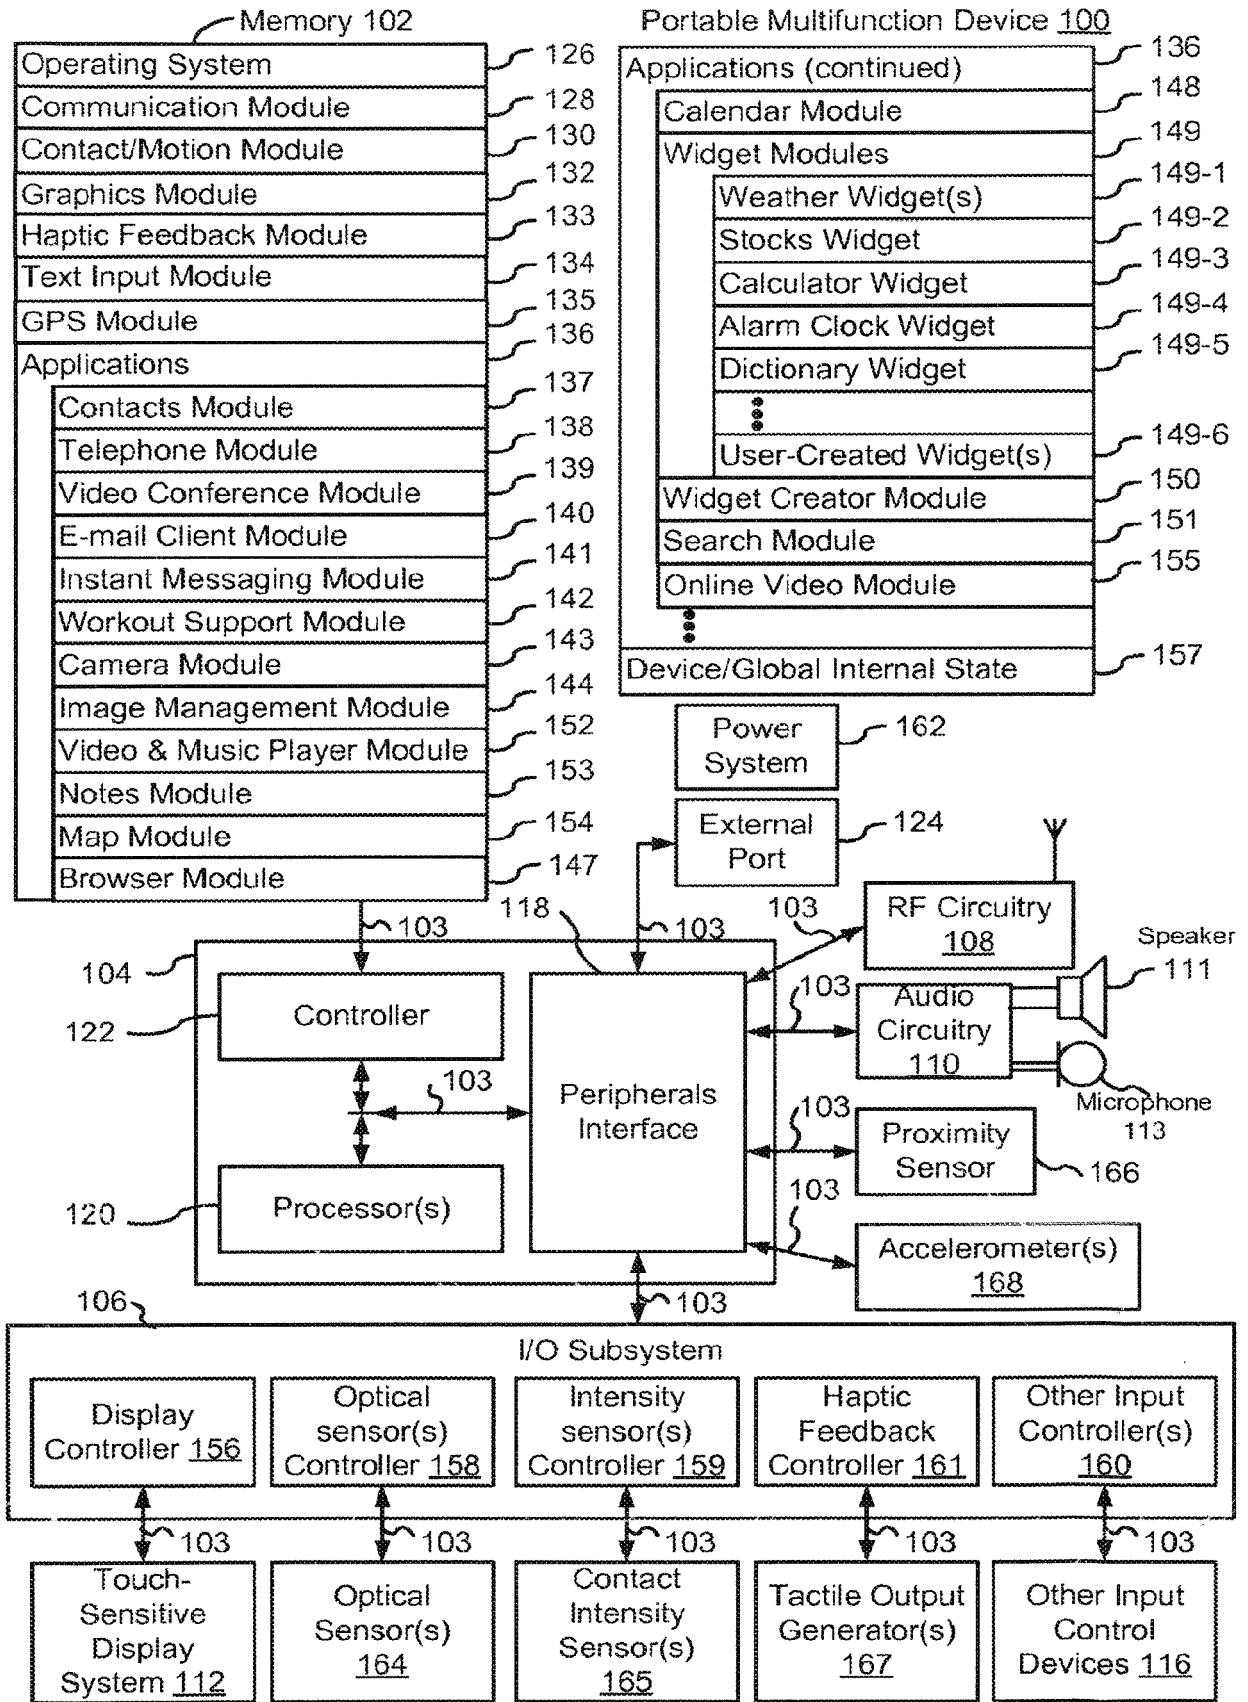 Memory 102
Operating System
126
Communication Module
128
Contact/Motion Module
130
Graphics Module
132
Haptic Feedback Module
133
Text Input Module
134
GPS Module
135
Applications
136
Contacts Module
137
Telephone Module
138
Video Conference Module
139
E-mail Client Module
140
Instant Messaging Module
141
Workout Support Module
142
Camera Module
143
Image Management Module
144
Video & Music Player Module
152
Notes Module
153
Map Module
154
Browser Module
147
Portable Multifunction Device 100
Applications (continued)
136
Calendar Module
148
Widget Modules
149
Weather Widget(s)
149-1
Stocks Widget
149-2
Calculator Widget
149-3
Alarm Clock Widget
149-4
Dictionary Widget
149-5
User-Created Widget(s)
149-6
Widget Creator Module
150
Search Module
151
Online Video Module
155
Device/Global Internal State
157
Power
System
162
External
Port
124
103
118
103
103
RF Circuitry
108
Speaker
111
104
Controller
122
103
Audio
Circuitry
110
103
Peripherals
Interface
Microphone
113
103
Proximity
Sensor
166
Processor(s)
120
103
Accelerometer(s)
168
103
106
I/O Subsystem
Display
Controller 156
Optical
sensor(s)
Controller 158
Intensity
sensor(s)
Controller 159
Haptic
Feedback
Controller 161
Other Input
Controller(s)
160
103
103
103
103
103
Touch-
Sensitive
Display
System 112
Optical
Sensor(s)
164
Contact
Intensity
Sensor(s)
165
Tactile Output
Generator(s)
167
Other Input
Control
Devices 116